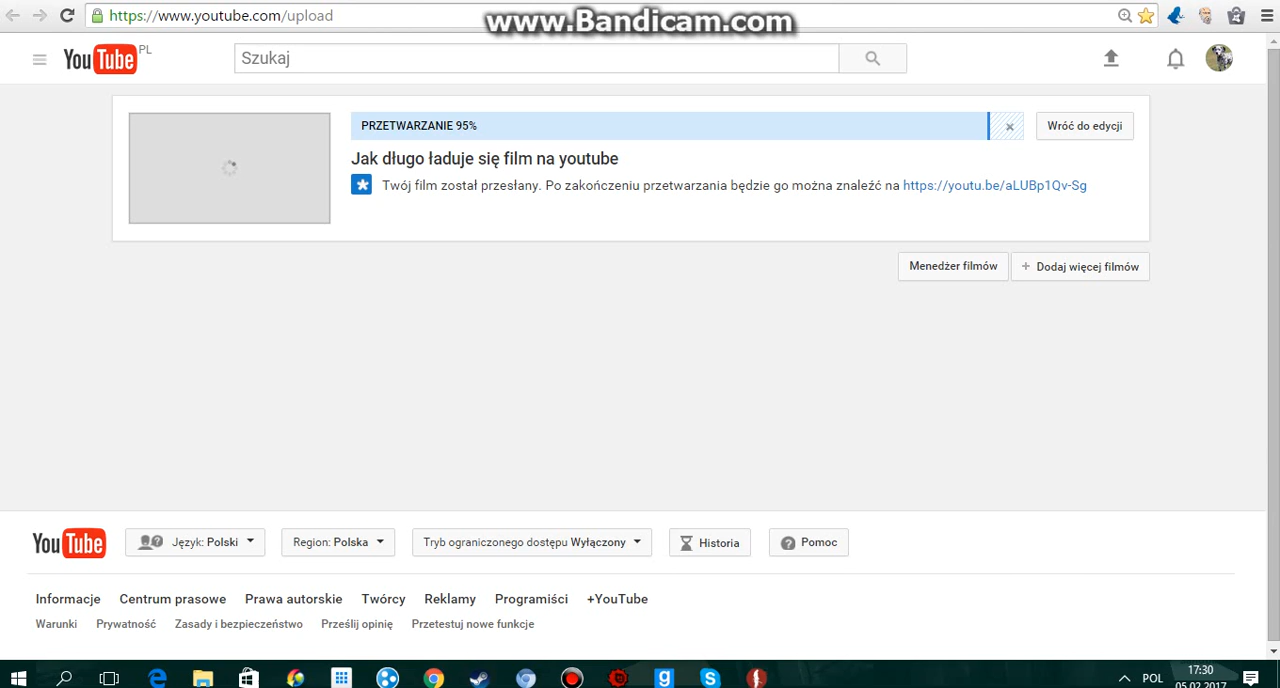 https://www.youtube.com/upload
www.Bandicam.com
YouTube PL
Szukaj
PRZETWARZANIE 95%
Wróć do edycji
Jak długo ładuje się film na youtube
Twój film został przesłany. Po zakończeniu przetwarzania będzie go można znaleźć na https://youtu.be/aLUBp1Qv-Sg
Menedżer filmów
+ Dodaj więcej filmów
YouTube
Język: Polski
Region: Polska
Tryb ograniczonego dostępu Wyłączony
Historia
Pomoc
Informacje Centrum prasowe Prawa autorskie Twórcy Reklamy Programiści +YouTube
Warunki Prywatność Zasady i bezpieczeństwo Prześlij opinię Przetestuj nowe funkcje
POL
17:30
05.02.2017